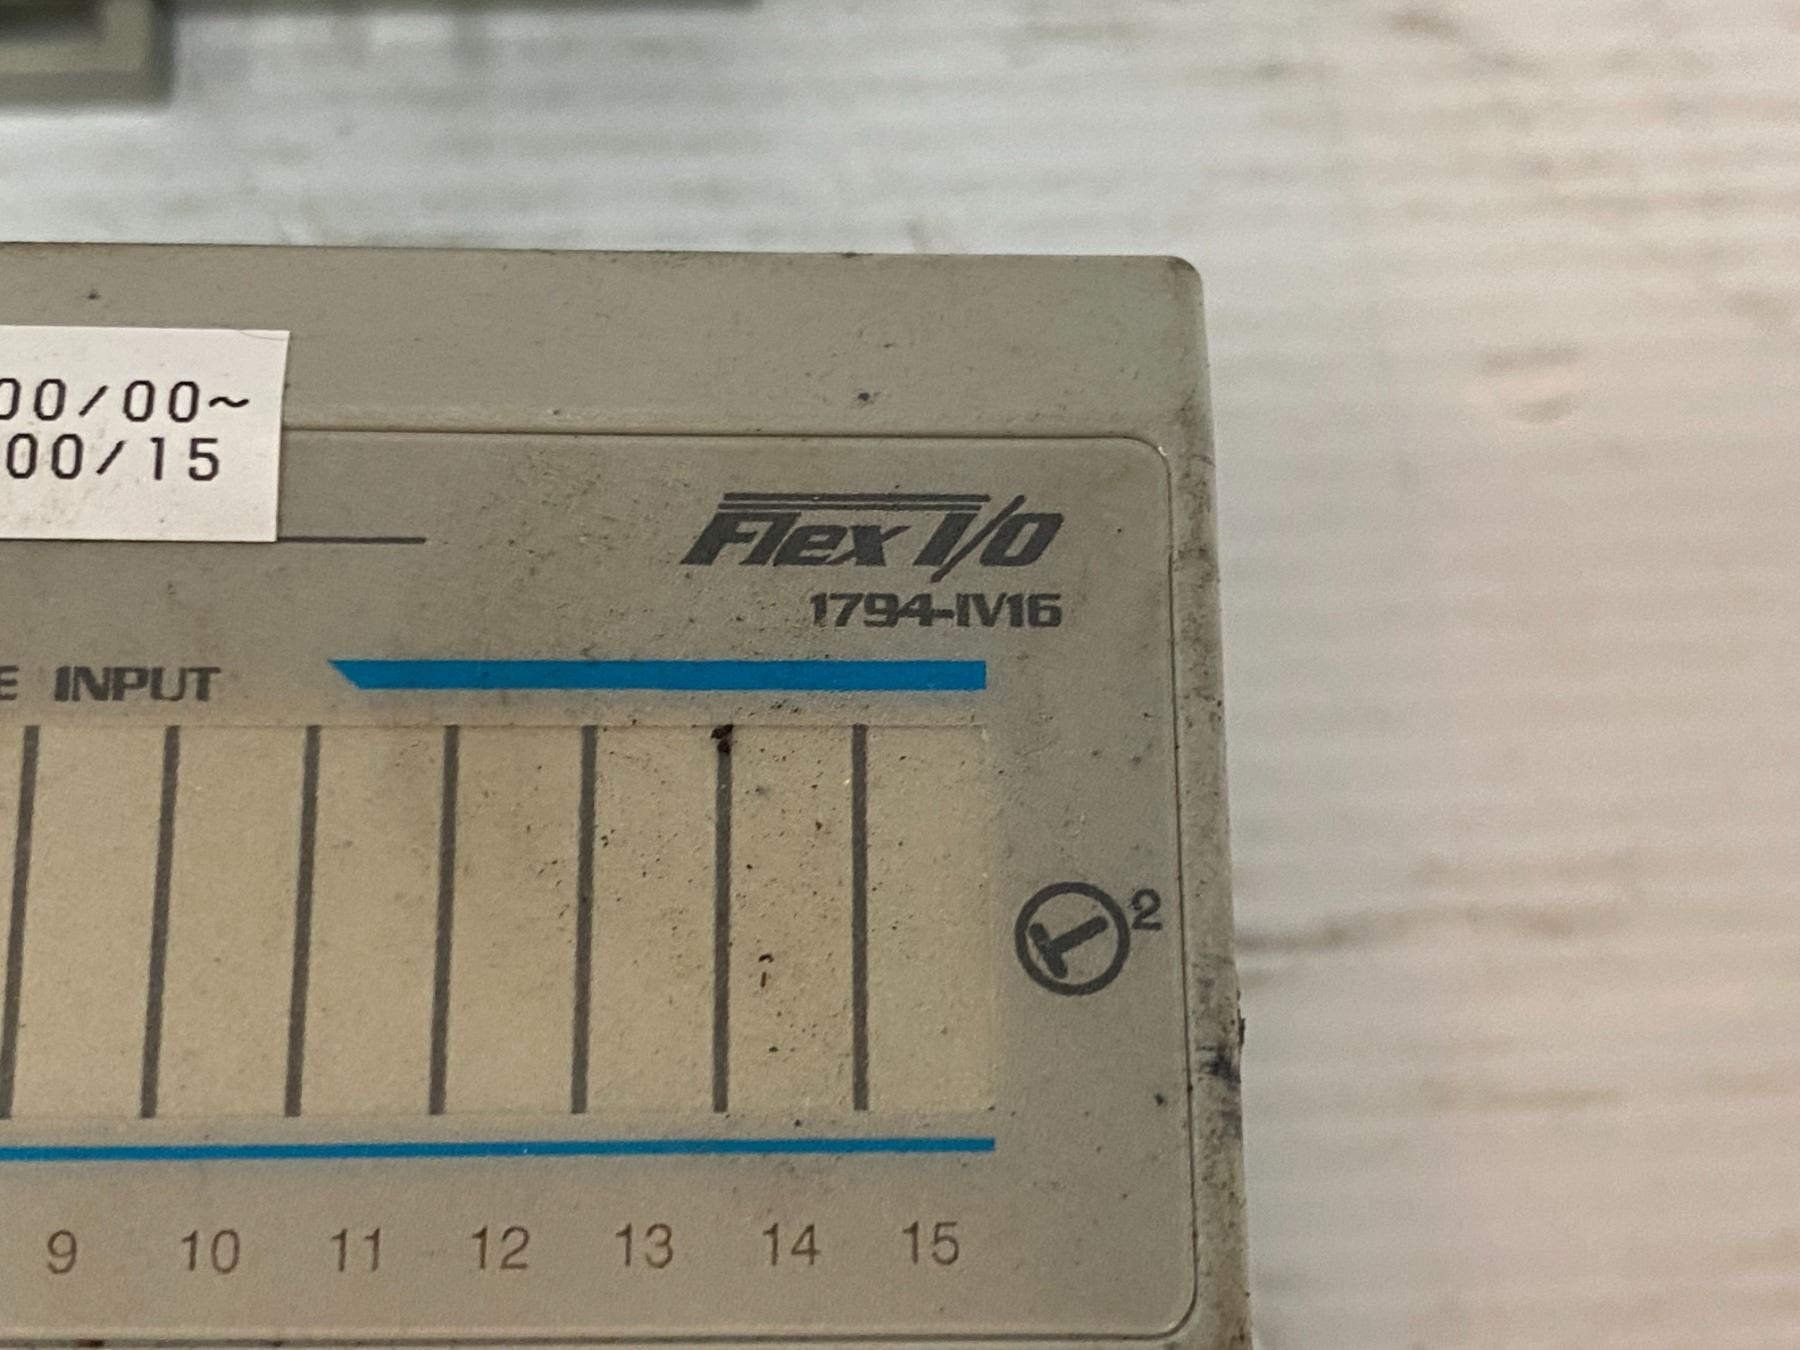 00/00~
00/15
Flex I/O
1794-IV16
E INPUT
2
9 10 11 12 13 14 15